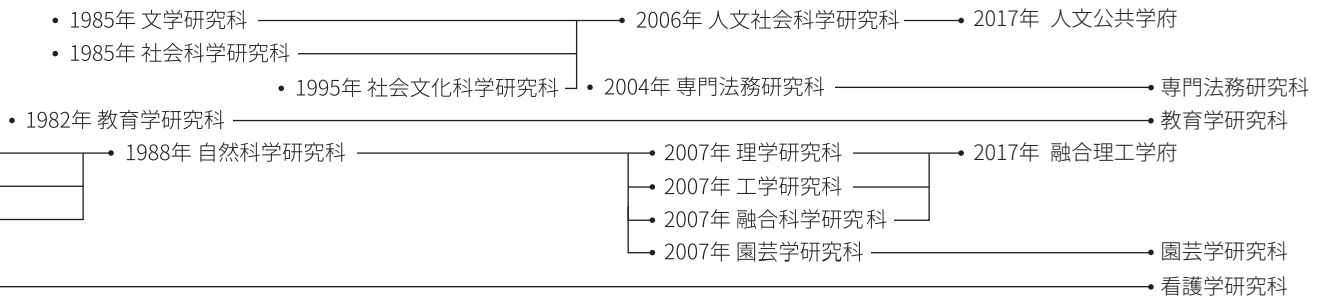 • 1985年 文学研究科 • 2006年 人文社会科学研究科 • 2017年 人文公共学府
• 1985年 社会科学研究科
• 1995年 社会文化科学研究科 • 2004年 専門法務研究科 • 専門法務研究科
• 1982年 教育学研究科 • 教育学研究科
• 1988年 自然科学研究科 • 2007年 理学研究科 • 2017年 融合理工学府
• 2007年 工学研究科
• 2007年 融合科学研究科
• 2007年 園芸学研究科 • 園芸学研究科
• 看護学研究科